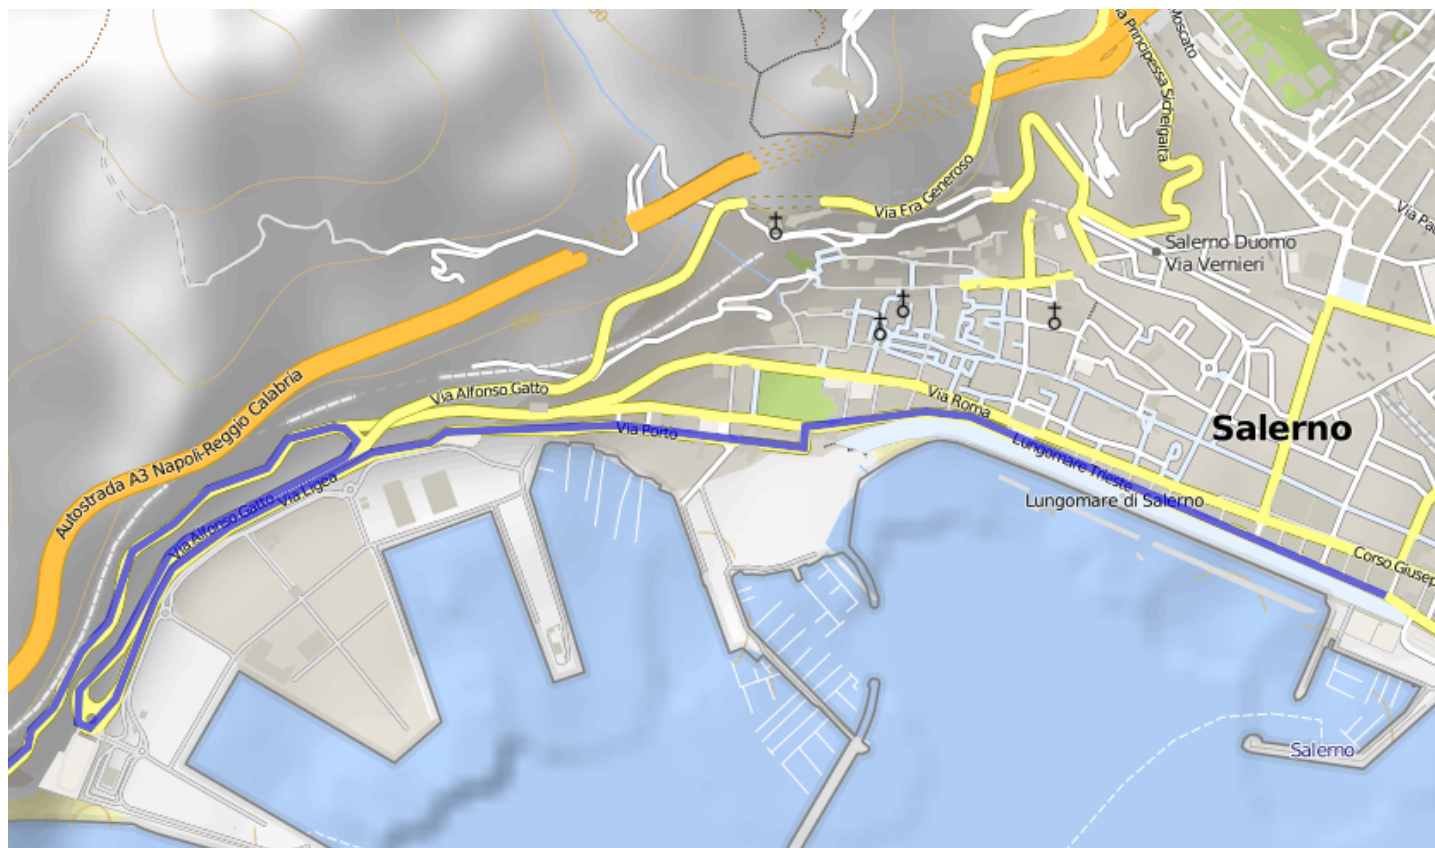 Via Principessa Sichelgaita
Moscato
Via Fra Generoso
Via Pa
Salerno Duomo
Via Vernieri
100
Autostrada A3 Napoli-Reggio Calabria
Via Alfonso Gatto
Via Roma
Salerno
Via Porto
Lungomare Trieste
Via Alfonso Gatto
Via Ligea
Lungomare di Salerno
Corso Giusep
Salerno